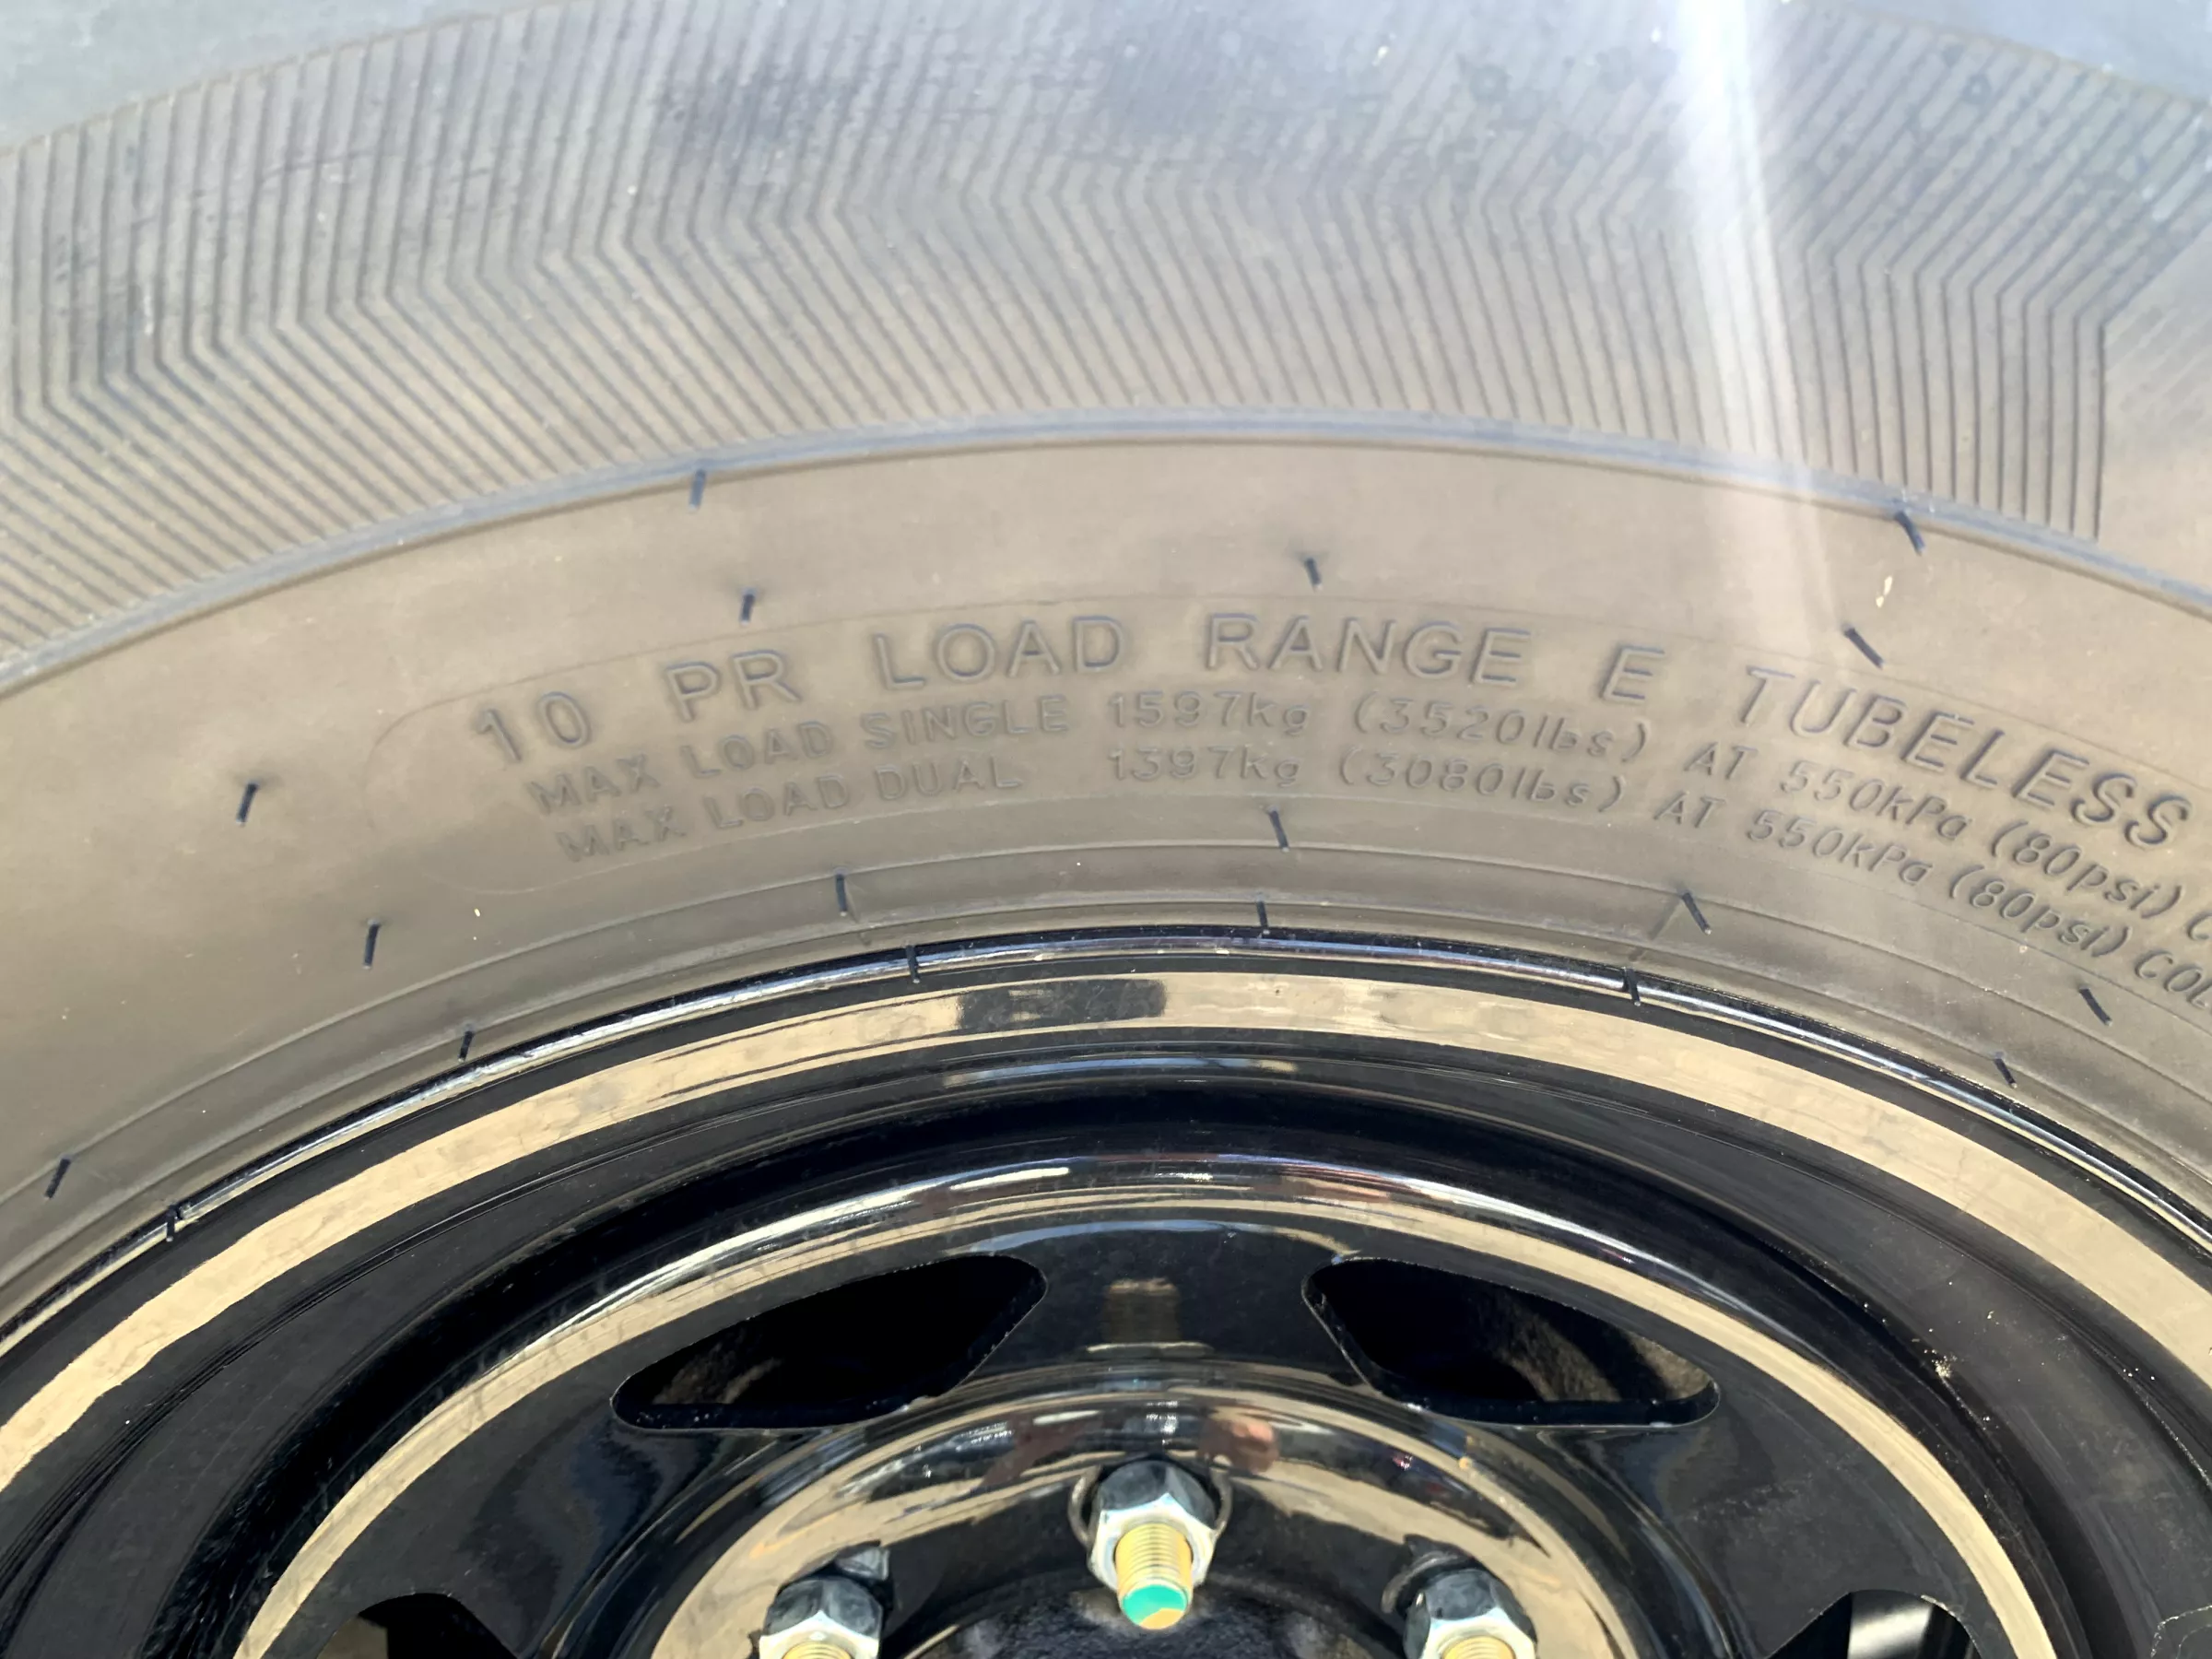 10 PR LOAD RANGE E TUBELESS
MAX LOAD SINGLE 1597kg (3520lbs) AT 550kPa (80psi)
MAX LOAD DUAL 1397kg (3080lbs) AT 550kPa (80psi) COL